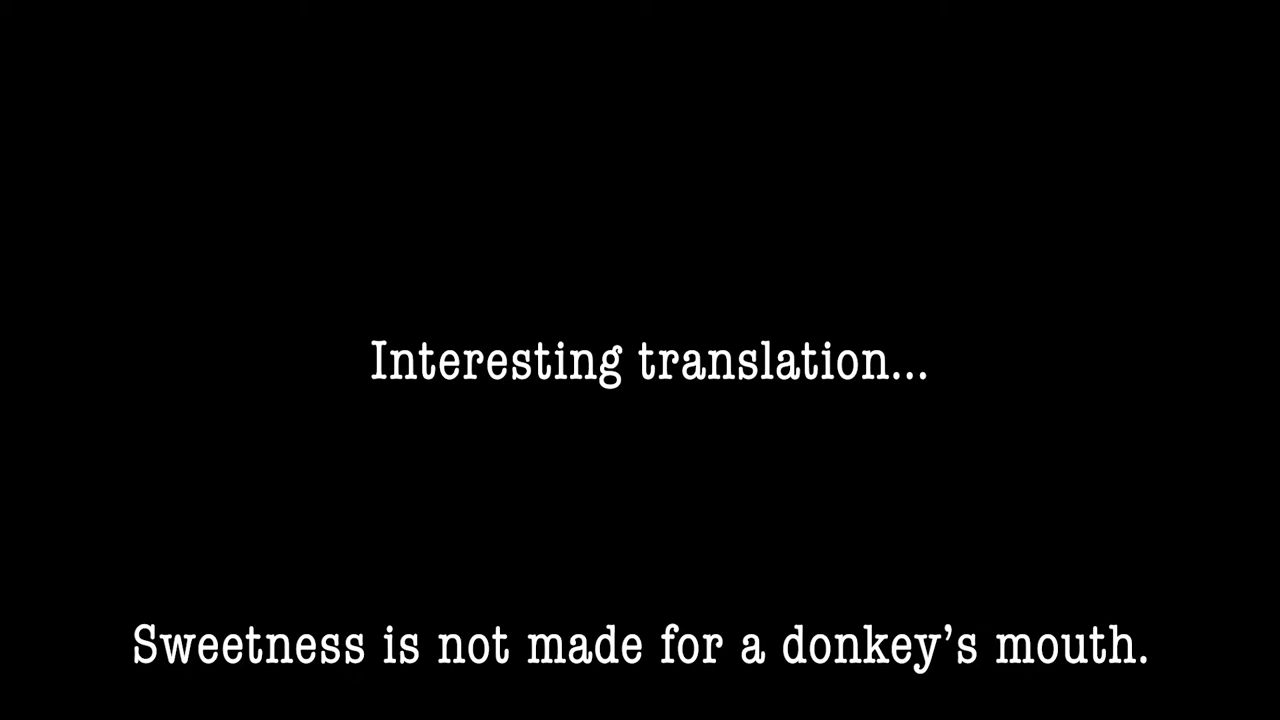 Interesting translation...
Sweetness is not made for a donkey’s mouth.